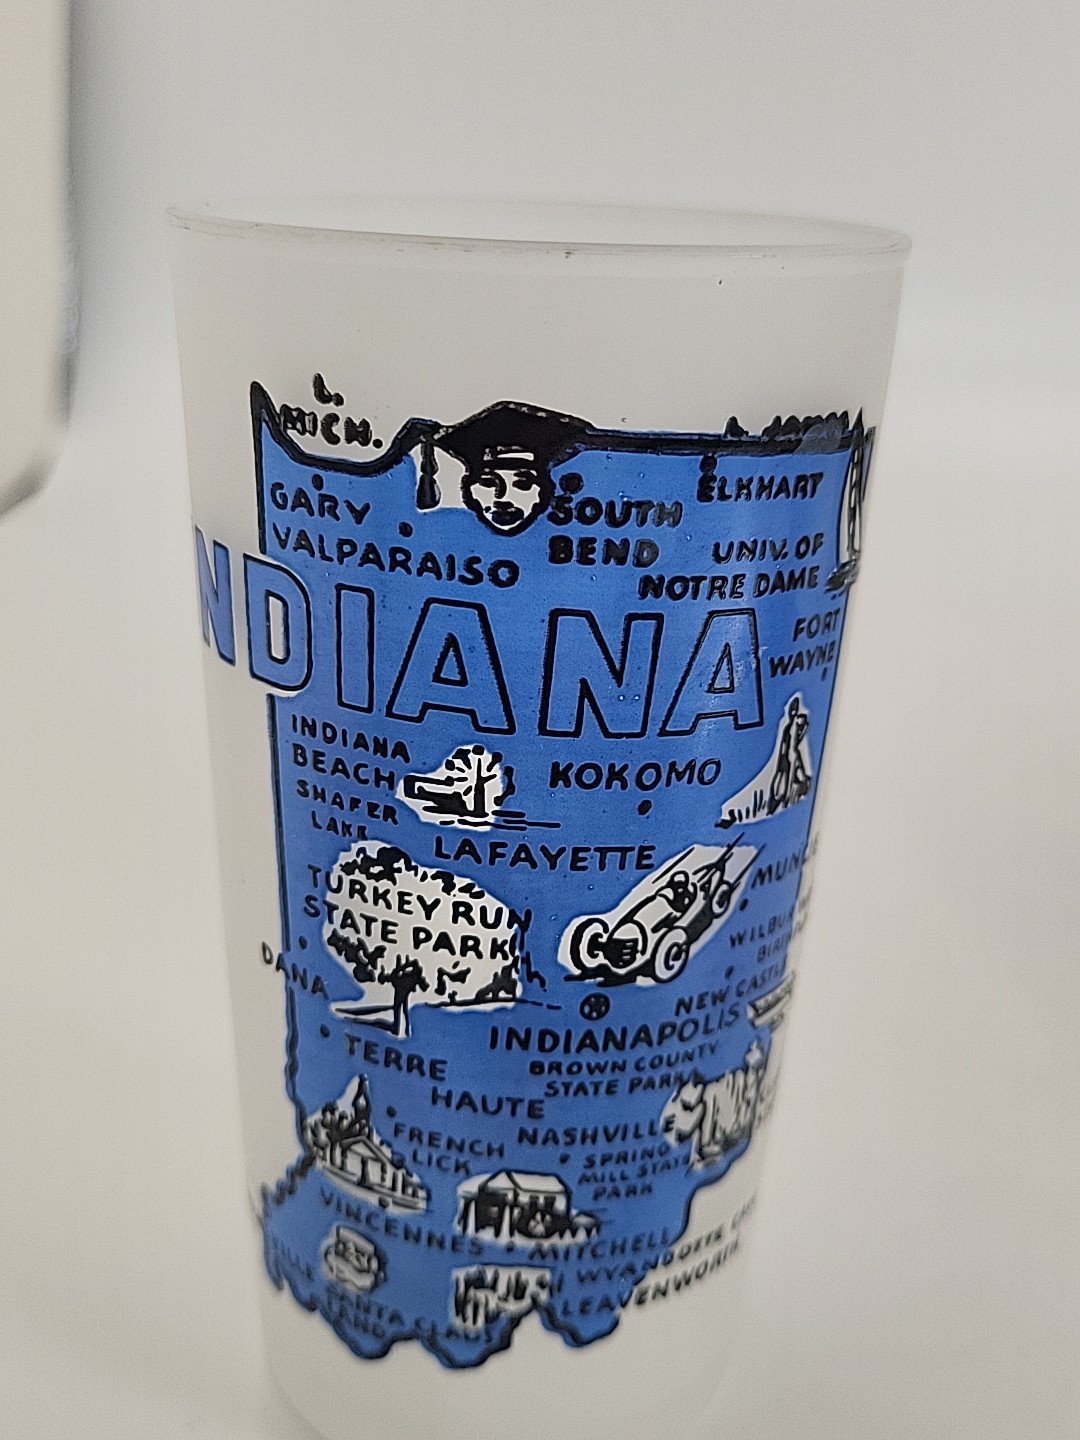 L.
MICH.
GARY
VALPARAISO
SOUTH
BEND
ELKHART
UNIV. OF
NOTRE DAME
FORT
WAYNE
NDIANA
INDIANA
BEACH
SHAFER
LAKE
KOKOMO
LAFAYETTE
TURKEY RUN
STATE PARK
DANA
NEW CASTLE
INDIANAPOLIS
BROWN COUNTY
STATE PARK
TERRE
HAUTE
FRENCH
LICK
NASHVILLE
SPRING
MILL STATE
PARK
VINCENNES
MITCHELL
WYANDOTTE
LEAVENWORTH
SANTA CLAUS
LAND